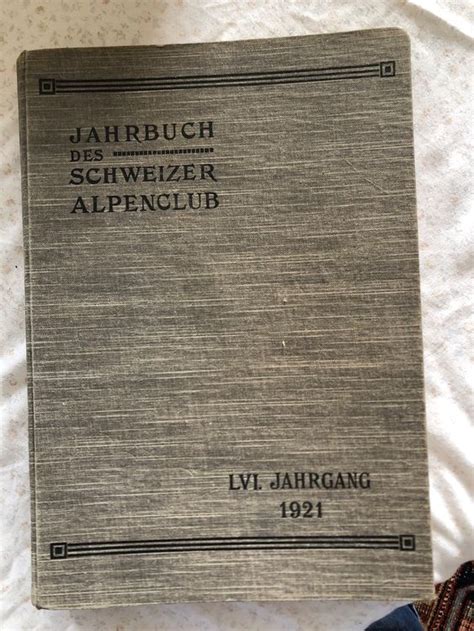 JAHRBUCH
DES
SCHWEIZER
ALPENCLUB
LVI. JAHRGANG
1921